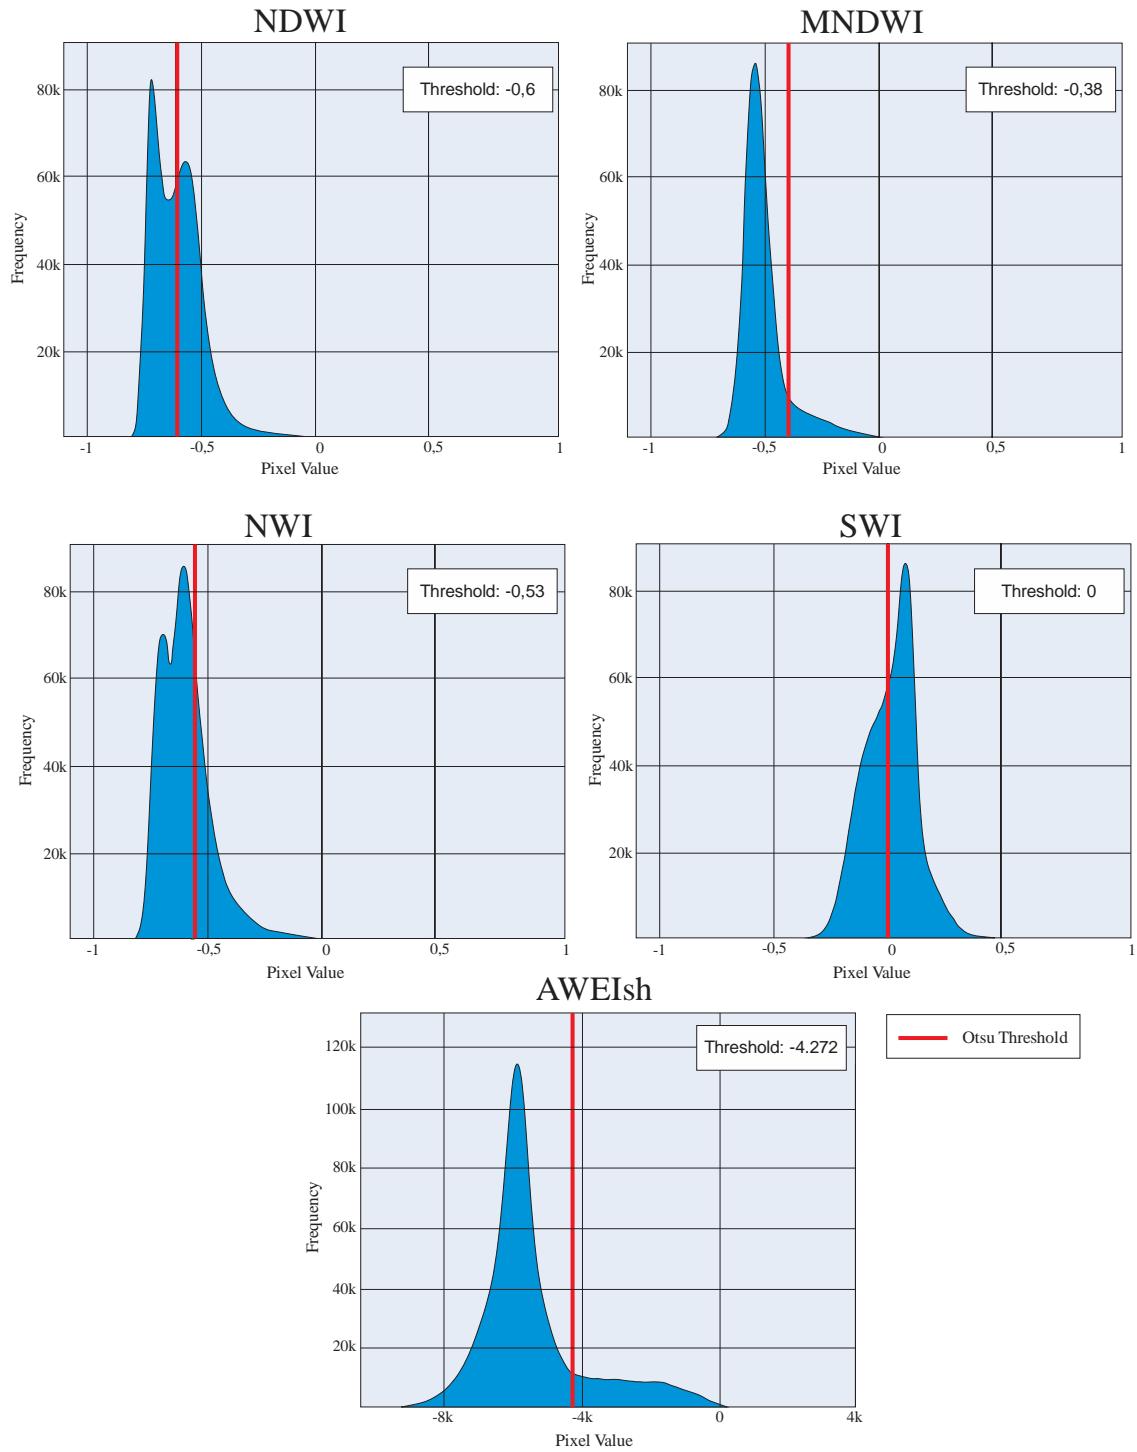 NDWI
Threshold: -0,6
80k
60k
40k
20k
Frequency
-1
-0,5
0
0,5
1
Pixel Value
MNDWI
Threshold: -0,38
80k
60k
40k
20k
Frequency
-1
-0,5
0
0,5
1
Pixel Value
NWI
Threshold: -0,53
80k
60k
40k
20k
Frequency
-1
-0,5
0
0,5
1
Pixel Value
SWI
Threshold: 0
80k
60k
40k
20k
Frequency
-1
-0,5
0
0,5
1
Pixel Value
AWEIsh
Threshold: -4.272
120k
100k
80k
60k
40k
20k
Frequency
-8k
-4k
0
4k
Pixel Value
Otsu Threshold